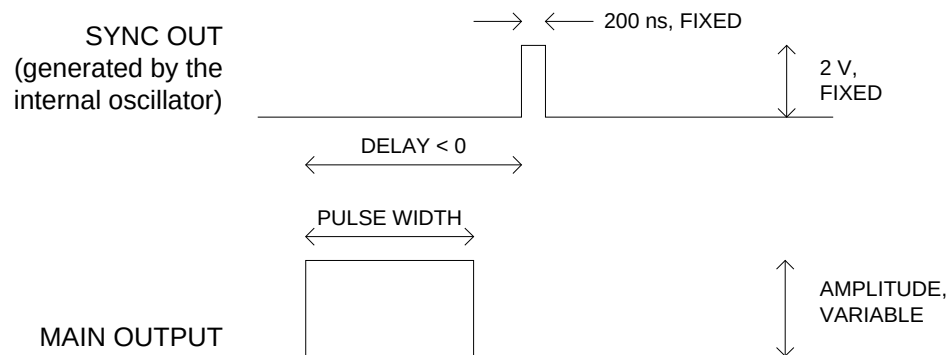 SYNC OUT
(generated by the
internal oscillator)
200 ns, FIXED
2 V,
FIXED
DELAY < 0
PULSE WIDTH
MAIN OUTPUT
AMPLITUDE,
VARIABLE